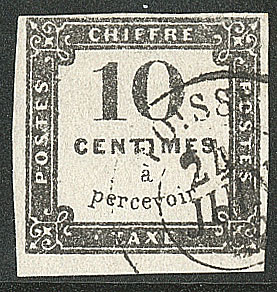 CHIFFRE
POSTES
10
CENTIMES
à
percevoir
POSTES
TAXE